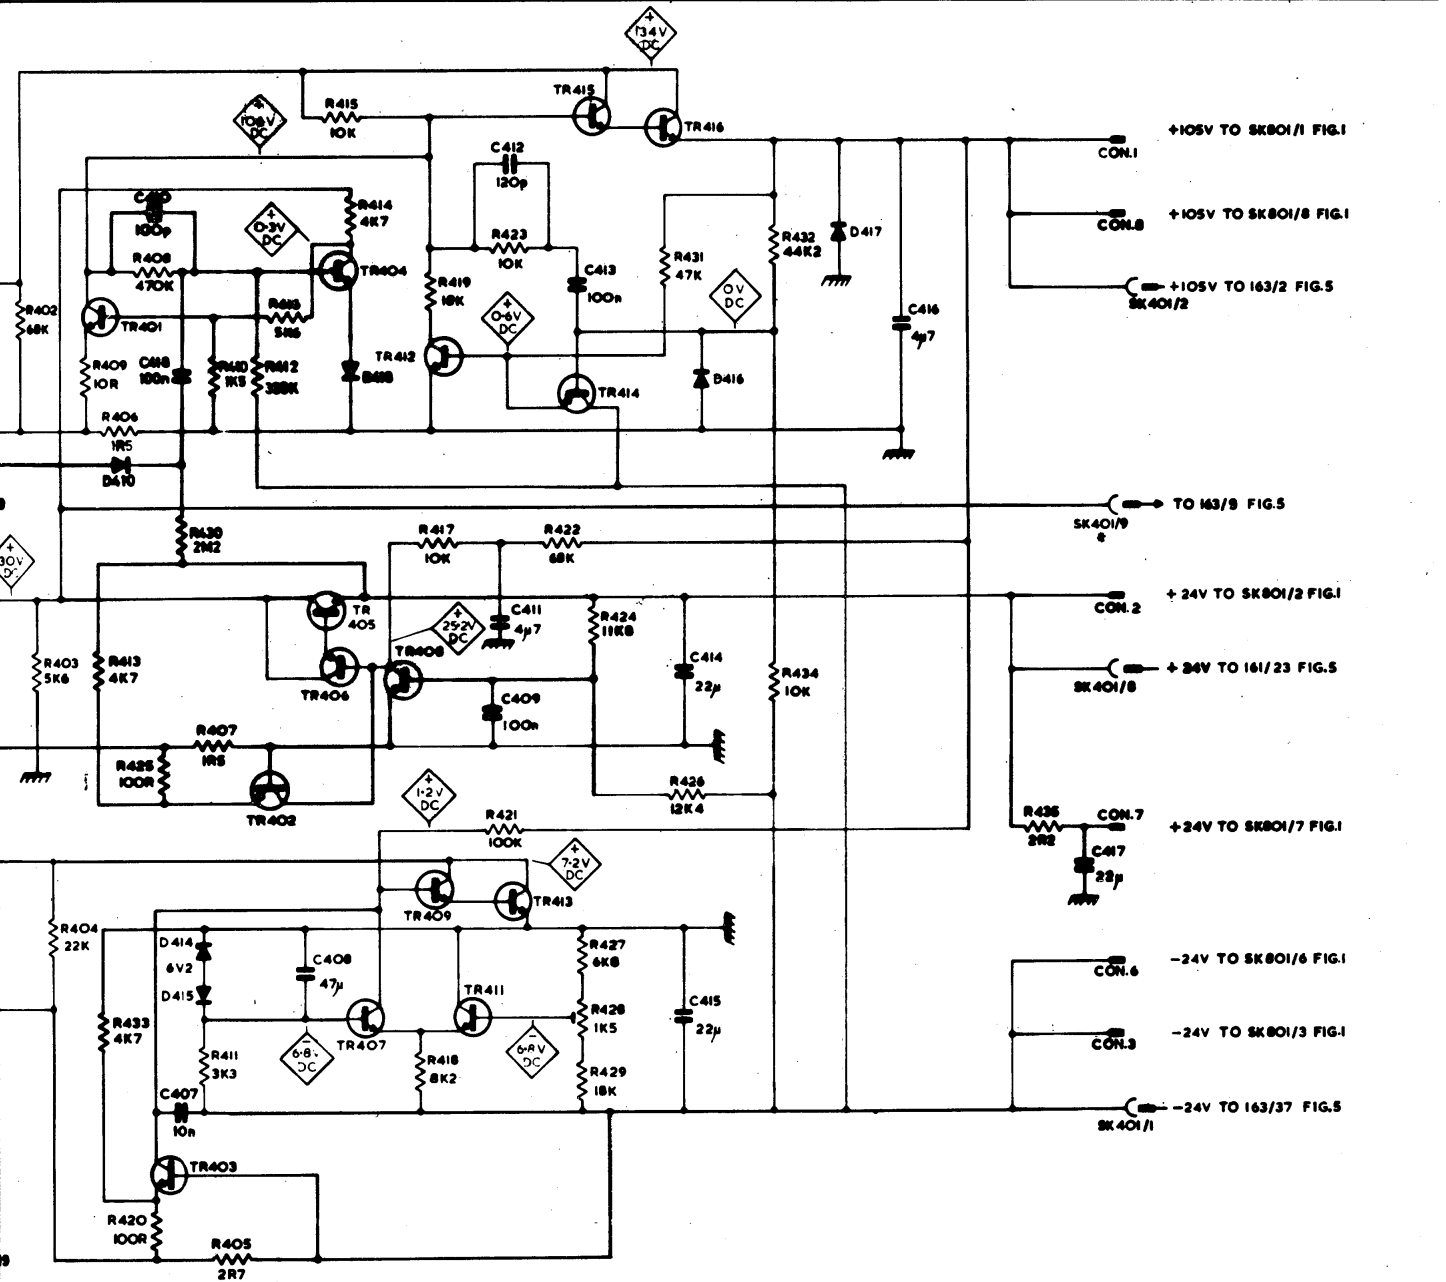 +
134V
DC
TR415
R415
10K
+
106V
DC
TR416
+105V TO SK801/1 FIG.1
CON.1
C412
120p
R414
4K7
100p
+
0·3V
DC
+105V TO SK801/8 FIG.1
CON.8
R408
470K
TR404
R423
10K
R432
44K2
D417
R431
47K
C413
100n
R419
18K
0V
DC
+105V TO 163/2 FIG.5
SK401/2
R402
68K
TR401
+
0·6V
DC
C416
4µ7
R409
10R
C418
100n
1K5
R412
TR412
TR414
R406
1R5
D410
TO 163/9 FIG.5
SK401/9
R430
2M2
R417
10K
R422
68K
+
30V
DC
TR
405
C411
4µ7
R424
11K8
+24V TO SK801/2 FIG.1
CON.2
+
25·2V
DC
TR408
R403
5K6
R413
4K7
TR406
C409
100n
C414
22µ
R434
10K
+24V TO 161/23 FIG.5
SK401/8
R407
1R5
R425
100R
TR402
+
1·2V
DC
R426
12K4
R421
100K
R435
2R2
CON.7
+24V TO SK801/7 FIG.1
C417
22µ
+
7·2V
DC
TR409
TR413
R404
22K
D414
6V2
D415
C408
47µ
R427
6K8
CON.6
-24V TO SK801/6 FIG.1
TR411
R433
4K7
R428
1K5
C415
22µ
R411
3K3
TR407
−
6·8V
DC
R418
8K2
R429
18K
CON.3
-24V TO SK801/3 FIG.1
C407
10n
-24V TO 163/37 FIG.5
SK401/1
TR403
R420
100R
R405
2R7